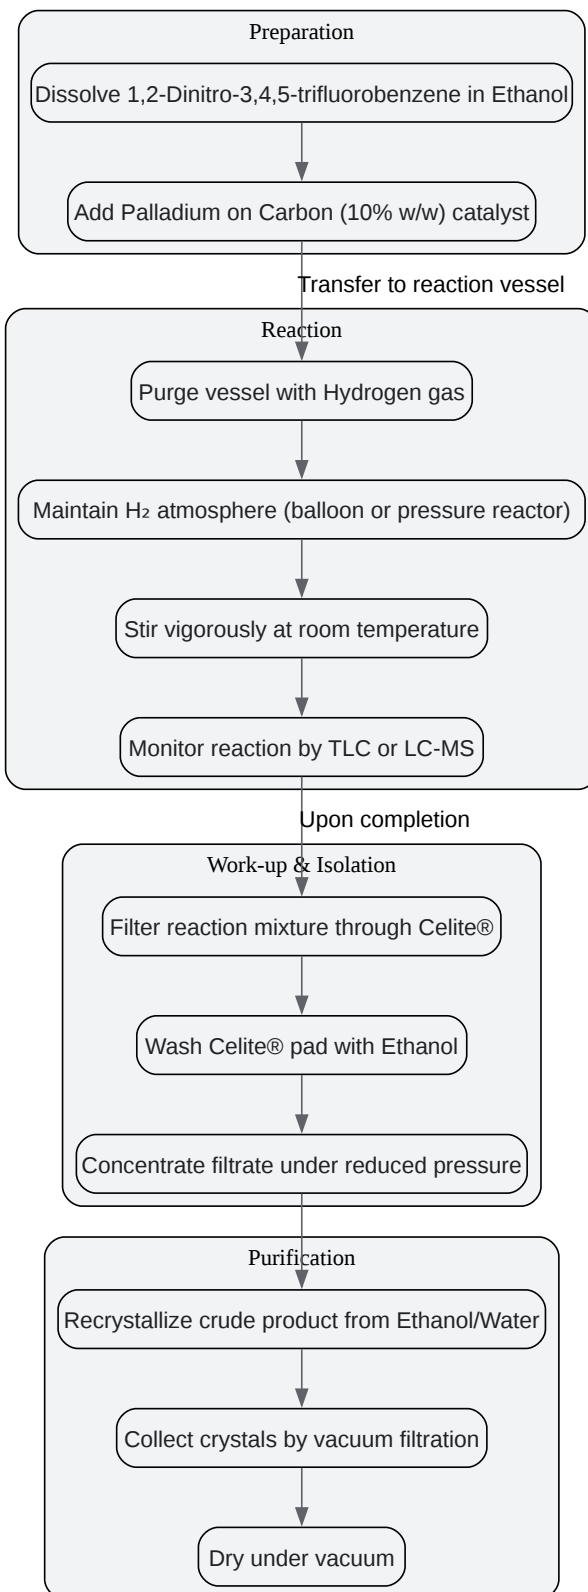 Preparation
Dissolve 1,2-Dinitro-3,4,5-trifluorobenzene in Ethanol
Add Palladium on Carbon (10% w/w) catalyst
Transfer to reaction vessel
Reaction
Purge vessel with Hydrogen gas
Maintain H₂ atmosphere (balloon or pressure reactor)
Stir vigorously at room temperature
Monitor reaction by TLC or LC-MS
Upon completion
Work-up & Isolation
Filter reaction mixture through Celite®
Wash Celite® pad with Ethanol
Concentrate filtrate under reduced pressure
Purification
Recrystallize crude product from Ethanol/Water
Collect crystals by vacuum filtration
Dry under vacuum